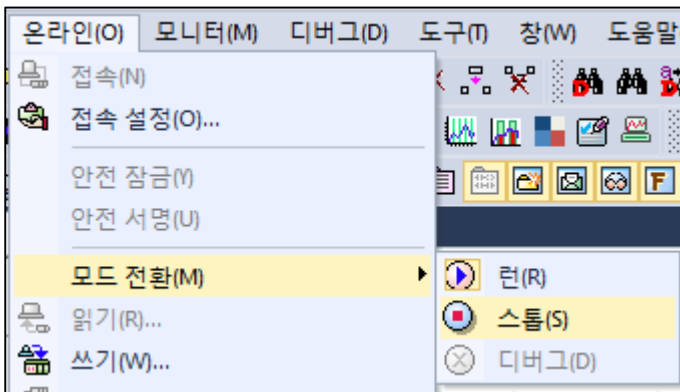 온라인(O) 모니터(M) 디버그(D) 도구(T) 창(W) 도움말
접속(N)
접속 설정(O)...
안전 잠금(Y)
안전 서명(U)
모드 전환(M)
런(R)
스톱(S)
디버그(D)
읽기(R)...
쓰기(W)...